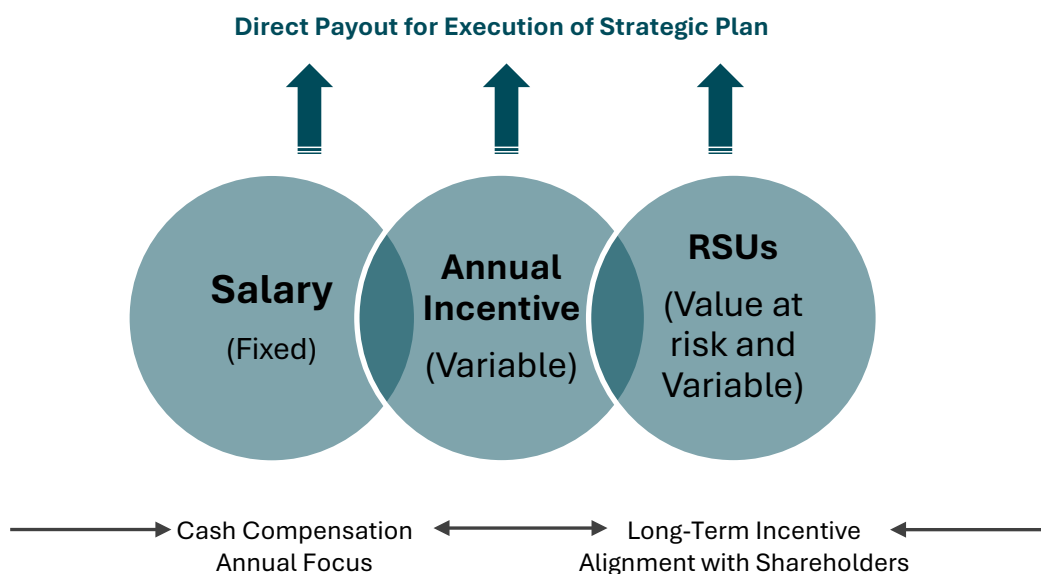 Direct Payout for Execution of Strategic Plan
Salary
(Fixed)
Annual
Incentive
(Variable)
RSUs
(Value at
risk and
Variable)
Cash Compensation
Annual Focus
Long-Term Incentive
Alignment with Shareholders